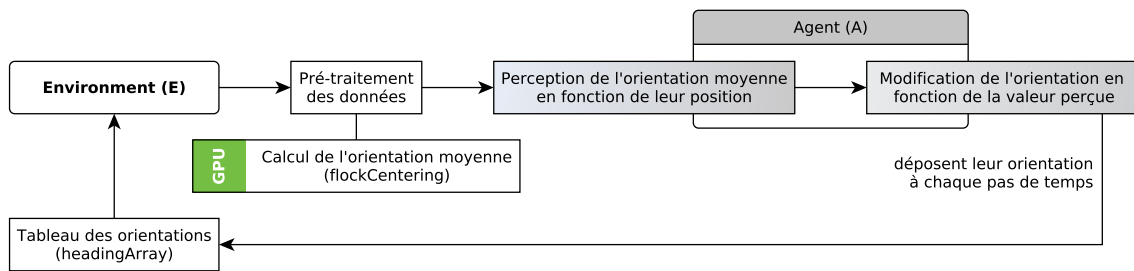 Agent (A)
Environment (E)
Pré-traitement
des données
Perception de l'orientation moyenne
en fonction de leur position
Modification de l'orientation en
fonction de la valeur perçue
GPU
Calcul de l'orientation moyenne
(flockCentering)
déposent leur orientation
à chaque pas de temps
Tableau des orientations
(headingArray)